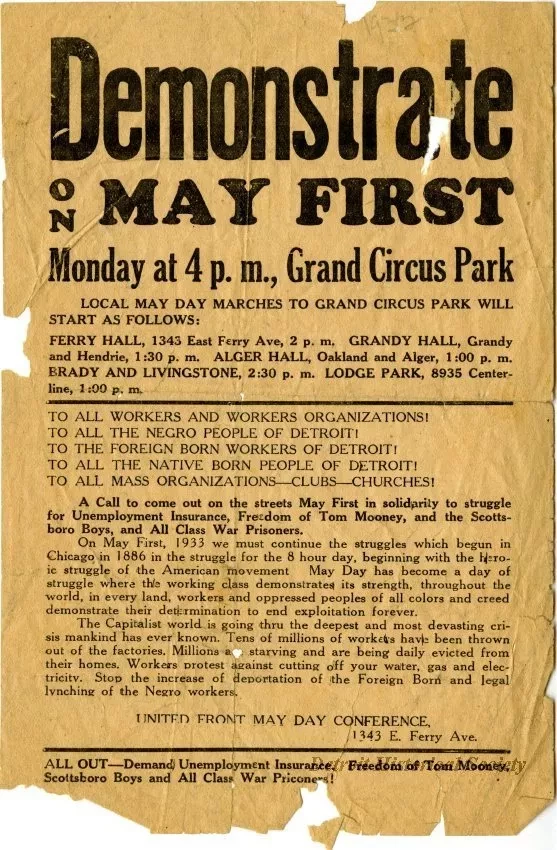 1932
Demonstrate
ON MAY FIRST
Monday at 4 p. m., Grand Circus Park
LOCAL MAY DAY MARCHES TO GRAND CIRCUS PARK WILL
START AS FOLLOWS:
FERRY HALL, 1343 East Ferry Ave, 2 p. m. GRANDY HALL, Grandy
and Hendrie, 1:30 p. m. ALGER HALL, Oakland and Alger, 1:00 p. m.
BRADY AND LIVINGSTONE, 2:30 p. m. LODGE PARK, 8935 Center-
line, 1:00 p. m.
TO ALL WORKERS AND WORKERS ORGANIZATIONS!
TO ALL THE NEGRO PEOPLE OF DETROIT!
TO THE FOREIGN BORN WORKERS OF DETROIT!
TO ALL THE NATIVE BORN PEOPLE OF DETROIT!
TO ALL MASS ORGANIZATIONS—CLUBS—CHURCHES!
A Call to come out on the streets May First in solidarity to struggle
for Unemployment Insurance, Freedom of Tom Mooney, and the Scotts-
boro Boys, and All Class War Prisoners.
On May First, 1933 we must continue the struggles which begun in
Chicago in 1886 in the struggle for the 8 hour day, beginning with the hero-
ic struggle of the American movement May Day has become a day of
struggle where the working class demonstrates its strength, throughout the
world, in every land, workers and oppressed peoples of all colors and creed
demonstrate their determination to end exploitation forever.
The Capitalist world is going thru the deepest and most devasting cri-
sis mankind has ever known. Tens of millions of workers have been thrown
out of the factories. Millions a starving and are being daily evicted from
their homes. Workers protest against cutting off your water, gas and elec-
tricity. Stop the increase of deportation of the Foreign Born and legal
lynching of the Negro workers.
UNITED FRONT MAY DAY CONFERENCE,
1343 E. Ferry Ave.
ALL OUT—Demand Unemployment Insurance, Freedom of Tom Mooney,
Scottsboro Boys and All Class War Priconers!
Detroit Historical Society